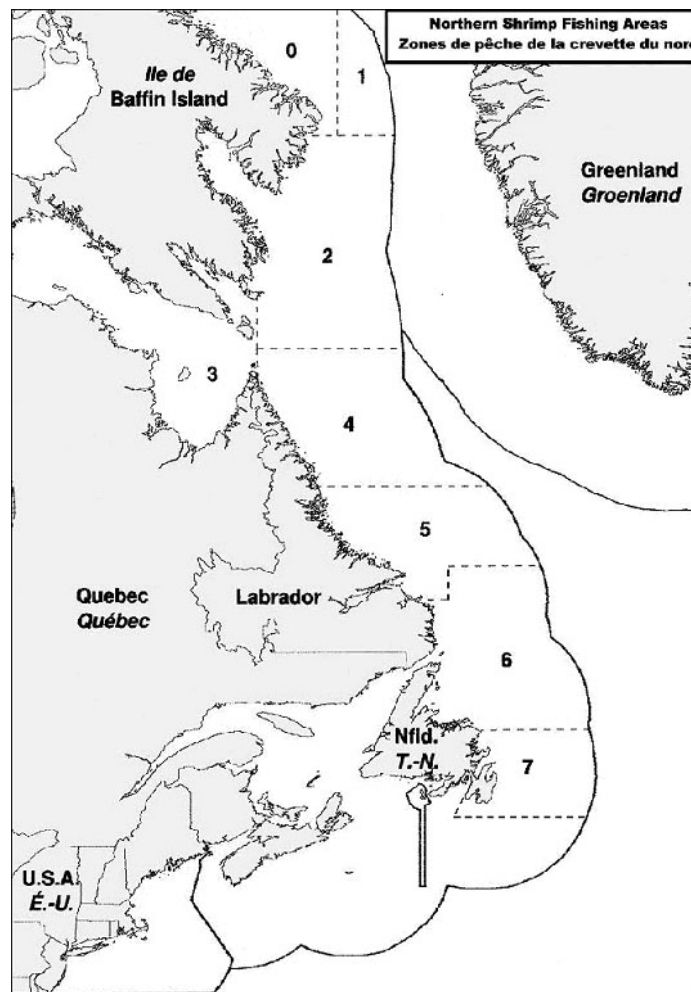 Northern Shrimp Fishing Areas
Zones de pêche de la crevette du nord
0
1
Ile de
Baffin Island
Greenland
Groenland
2
3
4
5
Quebec
Québec
Labrador
6
Nfld.
T.-N.
7
U.S.A
É.-U.